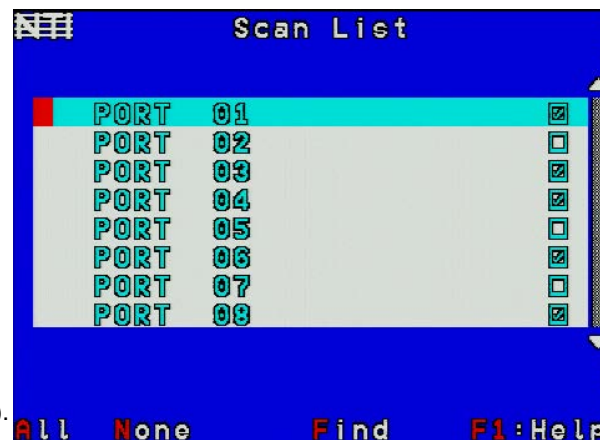 NTI Scan List
PORT 01
PORT 02
PORT 03
PORT 04
PORT 05
PORT 06
PORT 07
PORT 08
All None Find F1:Help